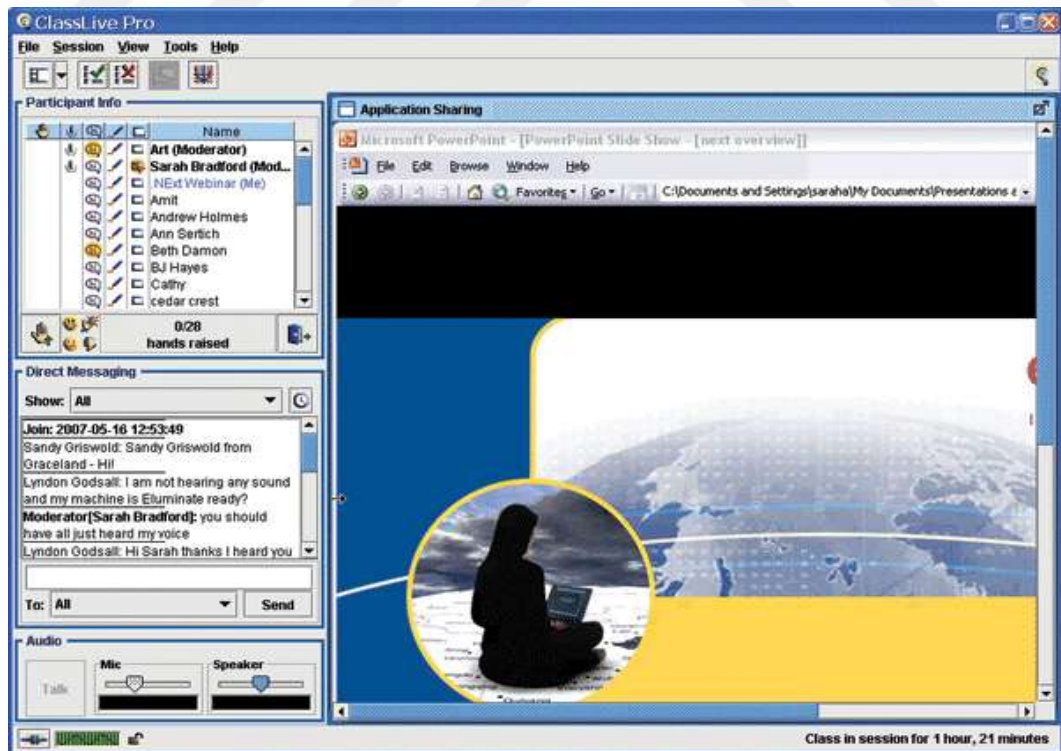 ClassLive Pro
File Session View Tools Help
Participant Info
Name
Art (Moderator)
Sarah Bradford (Mod...
.NExt Webinar (Me)
Amit
Andrew Holmes
Ann Sertich
Beth Damon
BJ Hayes
Cathy
cedar crest
0/28
hands raised
Direct Messaging
Show: All
Join: 2007-05-16 12:53:49
Sandy Griswold: Sandy Griswold from
Graceland - Hi!
Lyndon Godsall: I am not hearing any sound
and my machine is Eluminate ready?
Moderator[Sarah Bradford]: you should
have all just heard my voice
Lyndon Godsall: Hi Sarah thanks I heard you
To: All Send
Audio
Talk Mic Speaker
Application Sharing
Microsoft PowerPoint - [PowerPoint Slide Show - [next overview]]
File Edit Browse Window Help
Favorites Go C:\Documents and Settings\saraha\My Documents\Presentations &
Class in session for 1 hour, 21 minutes